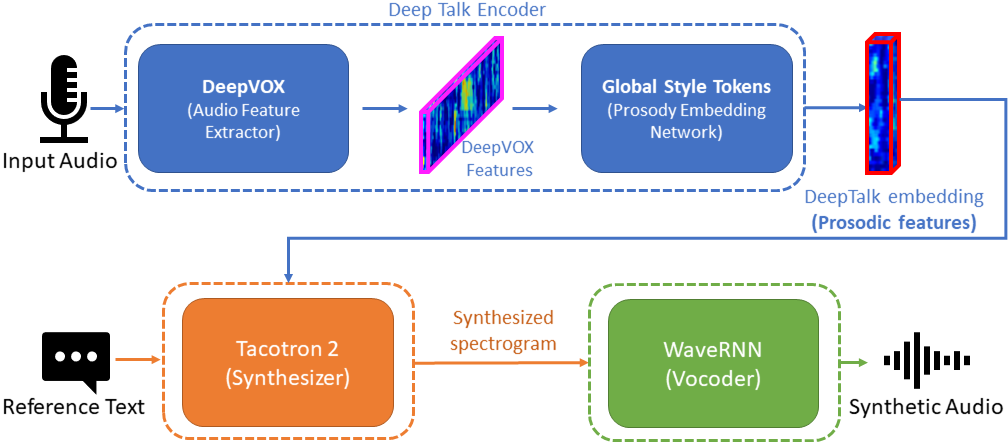 Deep Talk Encoder
DeepVOX
(Audio Feature
Extractor)
Global Style Tokens
(Prosody Embedding
Network)
Input Audio
DeepVOX
Features
DeepTalk embedding
(Prosodic features)
Tacotron 2
(Synthesizer)
Synthesized
spectrogram
WaveRNN
(Vocoder)
Reference Text
Synthetic Audio